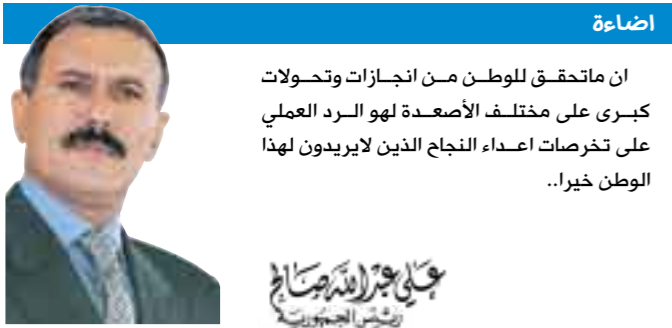 اضاءة
ان ماتحقق للوطن من انجازات وتحولات
كبرى على مختلف الأصعدة لهو الرد العملي
على تخرصات اعداء النجاح الذين لايريدون لهذا
الوطن خيرا..
علي عبدالله صالح
رئيس الجمهورية